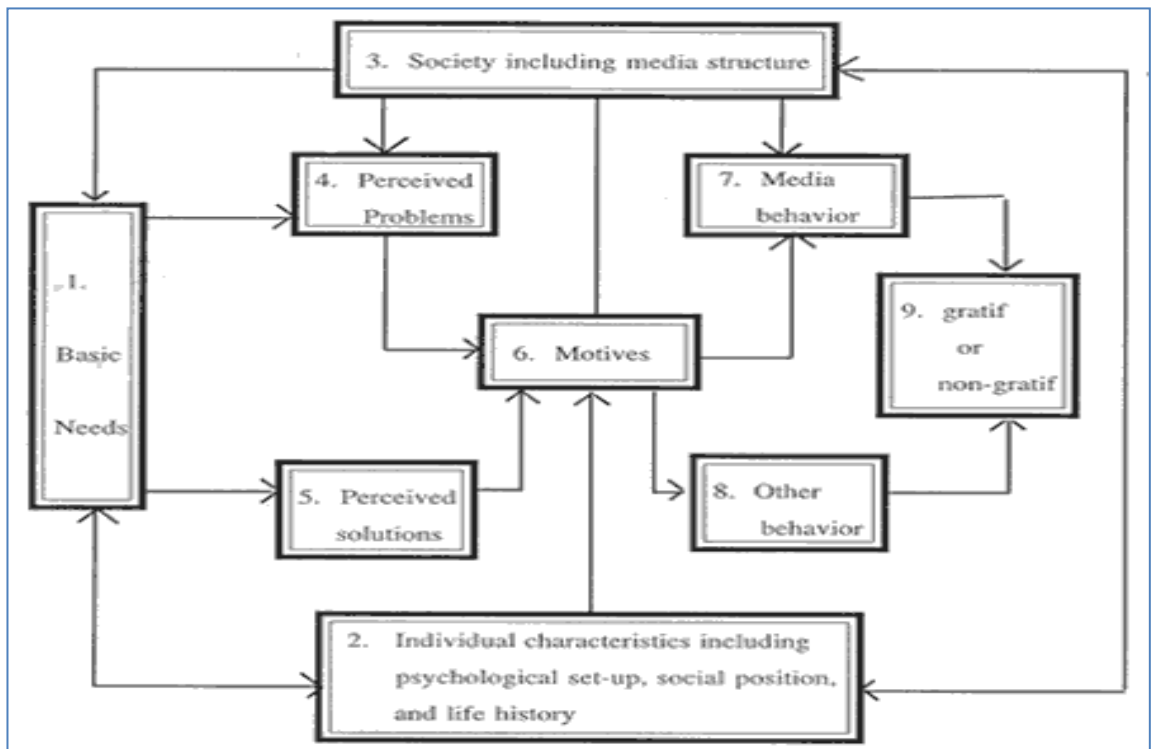 3. Society including media structure
4. Perceived
Problems
7. Media
behavior
1.
Basic
Needs
6. Motives
9. gratif
or
non-gratif
5. Perceived
solutions
8. Other
behavior
2. Individual characteristics including
psychological set-up, social position,
and life history